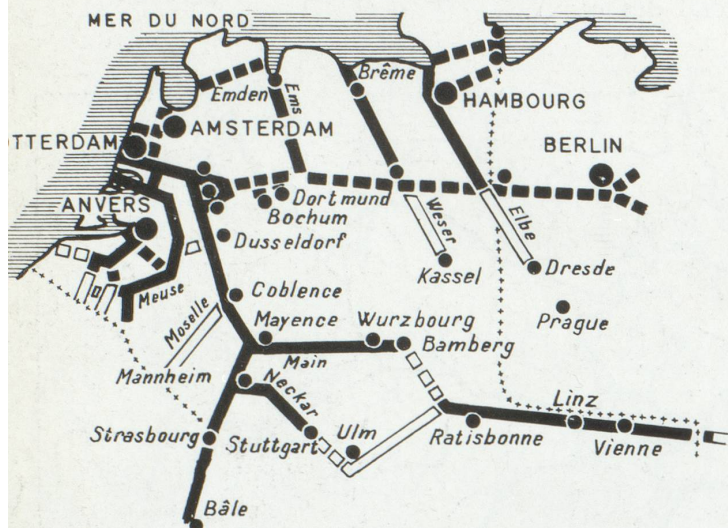 MER DU NORD
Brême
Emden
Ems
HAMBOURG
AMSTERDAM
OTTERDAM
BERLIN
ANVERS
Dortmund
Bochum
Weser
Elbe
Dusseldorf
Kassel
Dresde
Meuse
Coblence
Moselle
Prague
Mayence
Wurzbourg
Main
Bamberg
Mannheim
Neckar
Linz
Strasbourg
Stuttgart
Ulm
Ratisbonne
Vienne
Bâle